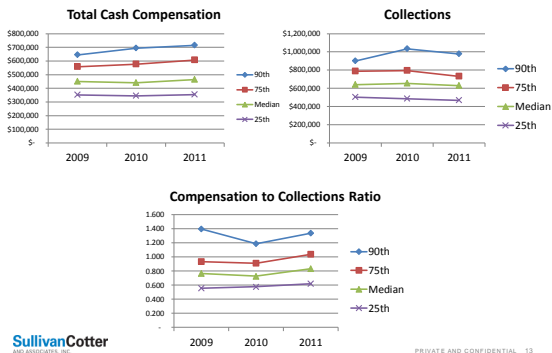 Total Cash Compensation
$800,000
$700,000
$600,000
$500,000
$400,000
$300,000
$200,000
$100,000
$-
2009 2010 2011
90th
75th
Median
25th
Collections
$1,200,000
$1,000,000
$800,000
$600,000
$400,000
$200,000
$-
2009 2010 2011
90th
75th
Median
25th
Compensation to Collections Ratio
1.600
1.400
1.200
1.000
0.800
0.600
0.400
0.200
-
2009 2010 2011
90th
75th
Median
25th
SullivanCotter
AND ASSOCIATES, INC.
PRIVATE AND CONFIDENTIAL 13